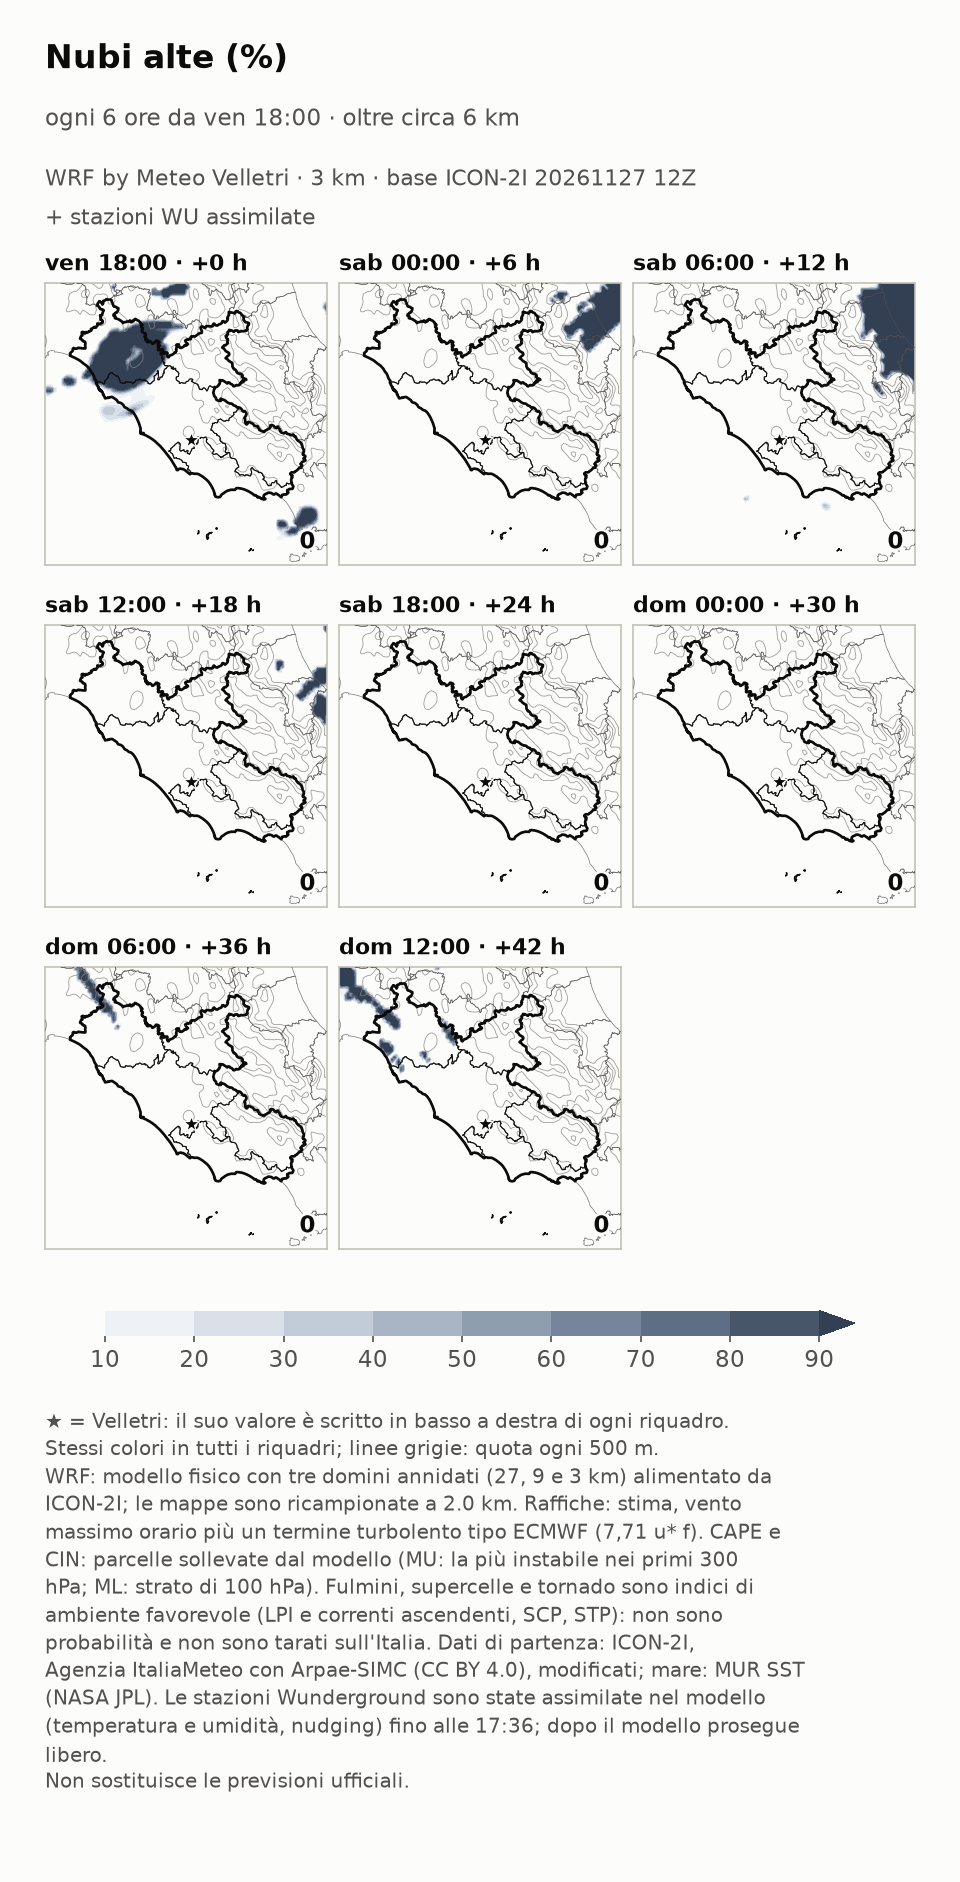 Nubi alte (%)
ogni 6 ore da ven 18:00 · oltre circa 6 km
WRF by Meteo Velletri · 3 km · base ICON-2I 20261127 12Z
+ stazioni WU assimilate
ven 18:00 · +0 h
sab 00:00 · +6 h
sab 06:00 · +12 h
0
0
0
sab 12:00 · +18 h
sab 18:00 · +24 h
dom 00:00 · +30 h
0
0
0
dom 06:00 · +36 h
dom 12:00 · +42 h
0
0
10 20 30 40 50 60 70 80 90
★ = Velletri: il suo valore è scritto in basso a destra di ogni riquadro.
Stessi colori in tutti i riquadri; linee grigie: quota ogni 500 m.
WRF: modello fisico con tre domini annidati (27, 9 e 3 km) alimentato da
ICON-2I; le mappe sono ricampionate a 2.0 km. Raffiche: stima, vento
massimo orario più un termine turbolento tipo ECMWF (7,71 u* f). CAPE e
CIN: parcelle sollevate dal modello (MU: la più instabile nei primi 300
hPa; ML: strato di 100 hPa). Fulmini, supercelle e tornado sono indici di
ambiente favorevole (LPI e correnti ascendenti, SCP, STP): non sono
probabilità e non sono tarati sull'Italia. Dati di partenza: ICON-2I,
Agenzia ItaliaMeteo con Arpae-SIMC (CC BY 4.0), modificati; mare: MUR SST
(NASA JPL). Le stazioni Wunderground sono state assimilate nel modello
(temperatura e umidità, nudging) fino alle 17:36; dopo il modello prosegue
libero.
Non sostituisce le previsioni ufficiali.